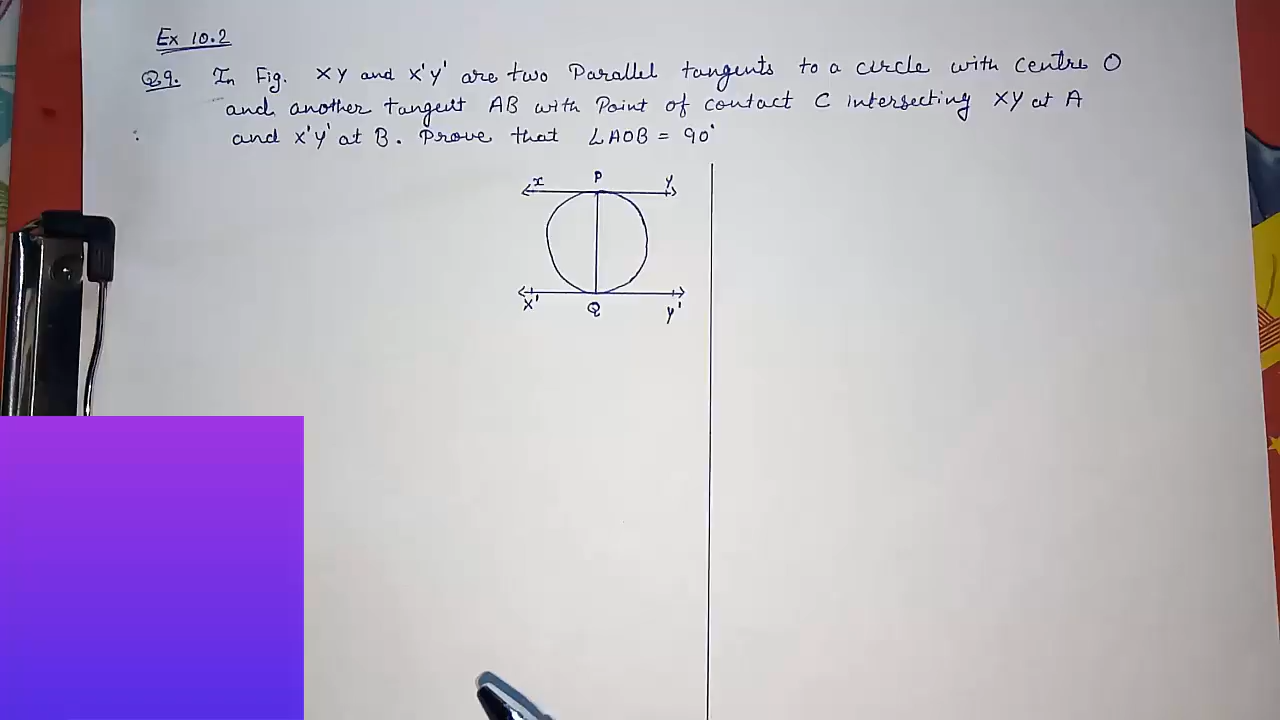 Ex 10.2
Q.9. In Fig. XY and X'Y' are two Parallel tangents to a circle with centre O
and another tangent AB with Point of contact C intersecting XY at A
and X'Y' at B. Prove that ∠AOB = 90°
P
x
y
X'
Q
y'